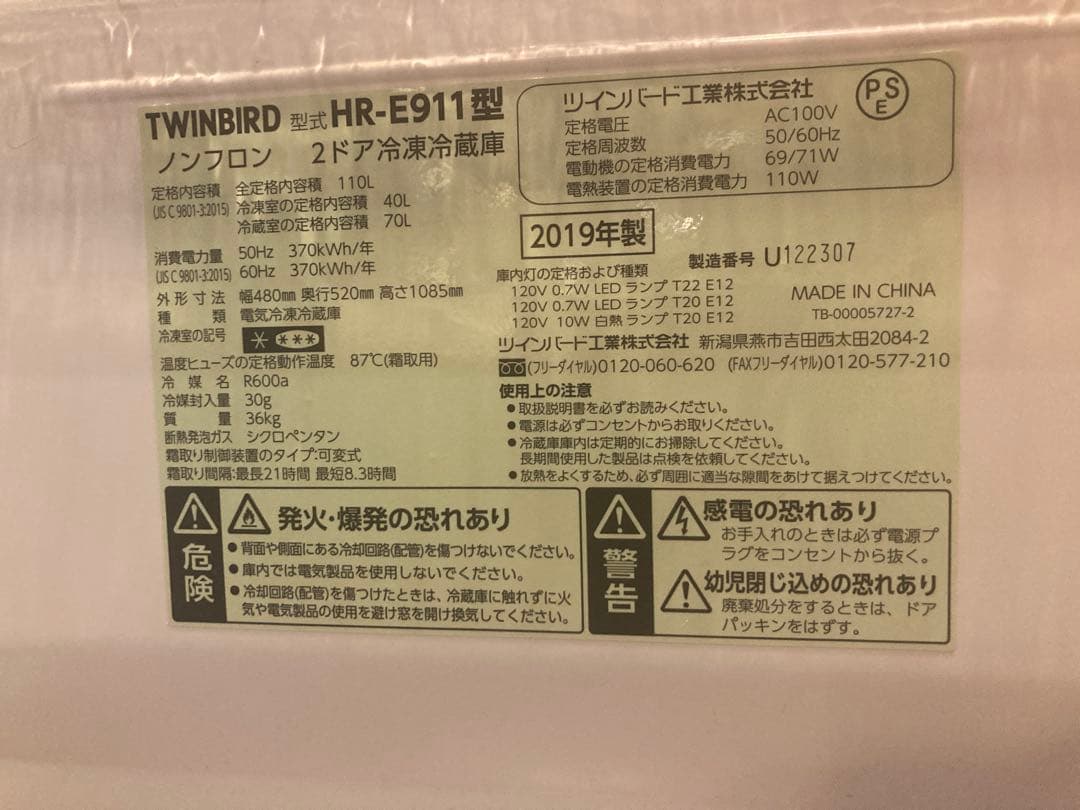 TWINBIRD 型式 HR-E911型
ノンフロン 2ドア冷凍冷蔵庫
定格内容積 全定格内容積 110L
(JIS C 9801-3:2015) 冷凍室の定格内容積 40L
冷蔵室の定格内容積 70L
消費電力量 50Hz 370kWh/年
(JIS C 9801-3:2015) 60Hz 370kWh/年
外形寸法 幅480mm 奥行520mm 高さ1085mm
種類 電気冷凍冷蔵庫
冷凍室の記号
温度ヒューズの定格動作温度 87℃(霜取用)
冷媒名 R600a
冷媒封入量 30g
質量 36kg
断熱発泡ガス シクロペンタン
霜取り制御装置のタイプ:可変式
霜取り間隔:最長21時間 最短8.3時間
ツインバード工業株式会社
PSE
定格電圧 AC100V
定格周波数 50/60Hz
電動機の定格消費電力 69/71W
電熱装置の定格消費電力 110W
2019年製
製造番号 U122307
庫内灯の定格および種類
120V 0.7W LED ランプ T22 E12
120V 0.7W LED ランプ T20 E12
120V 10W 白熱 ランプ T20 E12
MADE IN CHINA
TB-00005727-2
ツインバード工業株式会社 新潟県燕市吉田西太田2084-2
(フリーダイヤル)0120-060-620 (FAXフリーダイヤル)0120-577-210
使用上の注意
●取扱説明書を必ずお読みください。
●電源は必ずコンセントからお取りください。
●冷蔵庫庫内は定期的にお掃除してください。
長期間使用した製品は点検を依頼してください。
●放熱をよくするため、必ず周囲に適当な隙間をあけて据えつけてください。
危険
発火・爆発の恐れあり
●背面や側面にある冷却回路(配管)を傷つけないでください。
●庫内では電気製品を使用しないでください。
●冷却回路(配管)を傷つけたときは、冷蔵庫に触れずに火
気や電気製品の使用を避け窓を開け換気してください。
警告
感電の恐れあり
お手入れのときは必ず電源プ
ラグをコンセントから抜く。
幼児閉じ込めの恐れあり
廃棄処分をするときは、ドア
パッキンをはずす。